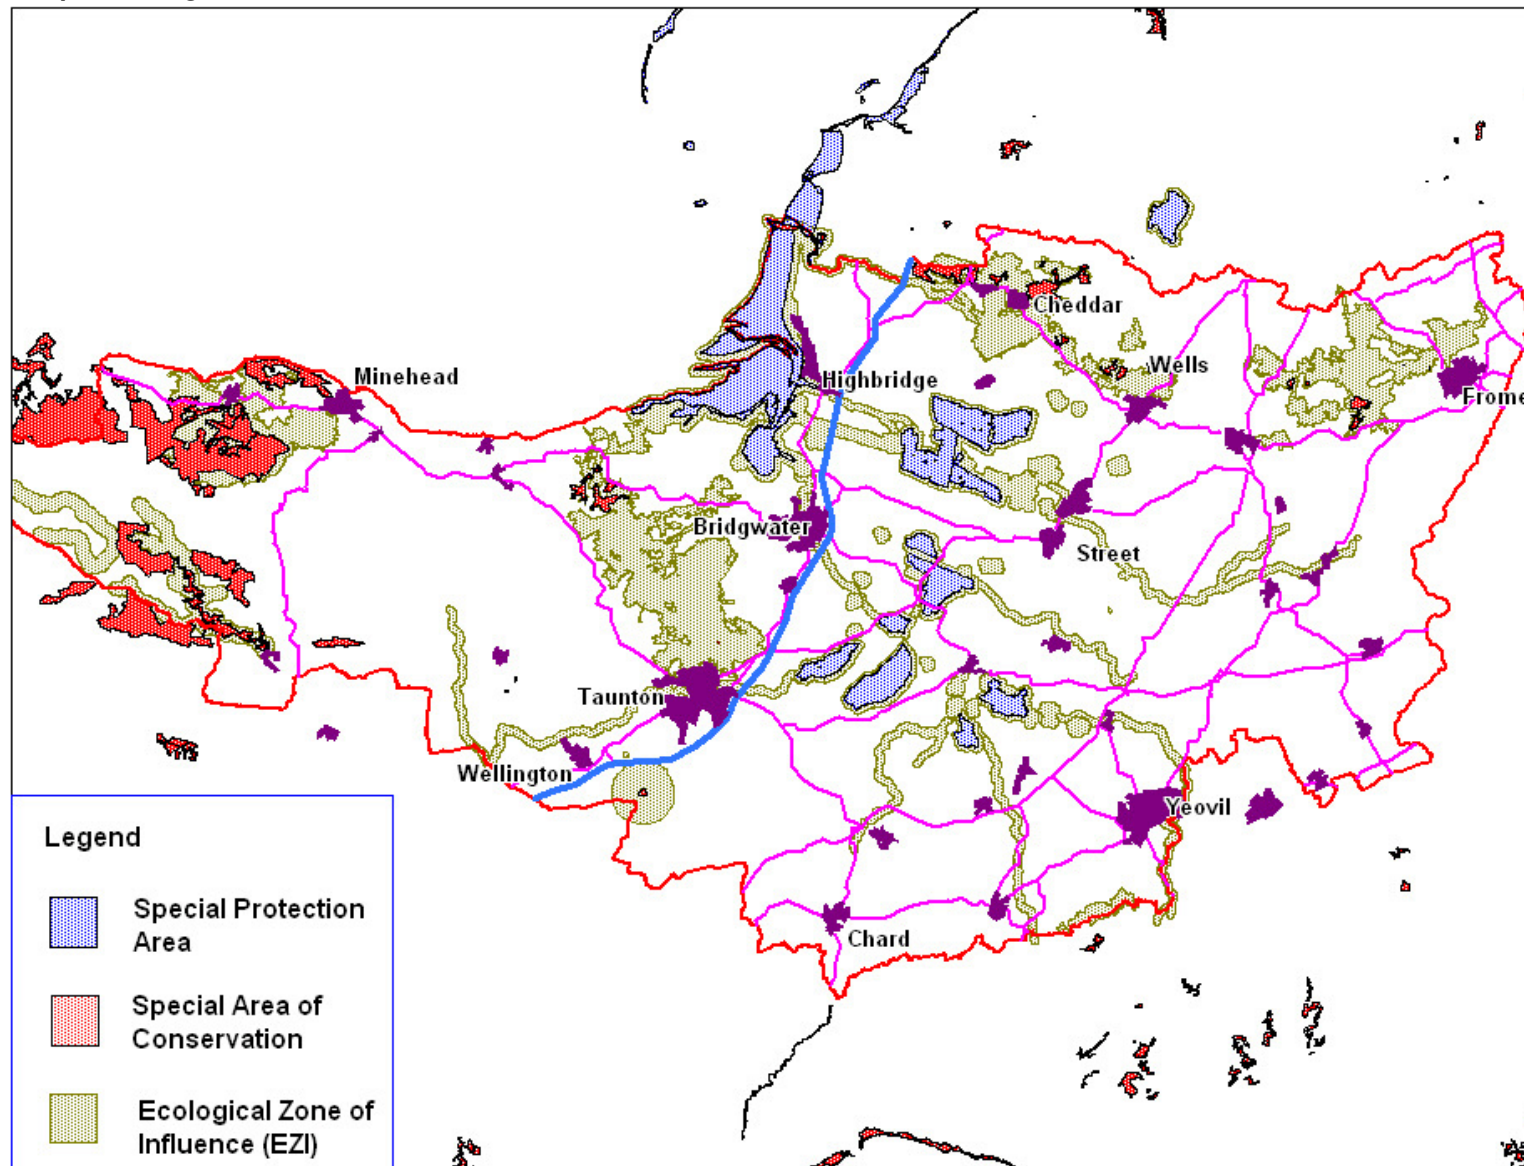 Cheddar
Minehead
Wells
Highbridge
Frome
Bridgwater
Street
Taunton
Wellington
Yeovil
Chard
Legend
Special Protection
Area
Special Area of
Conservation
Ecological Zone of
Influence (EZI)